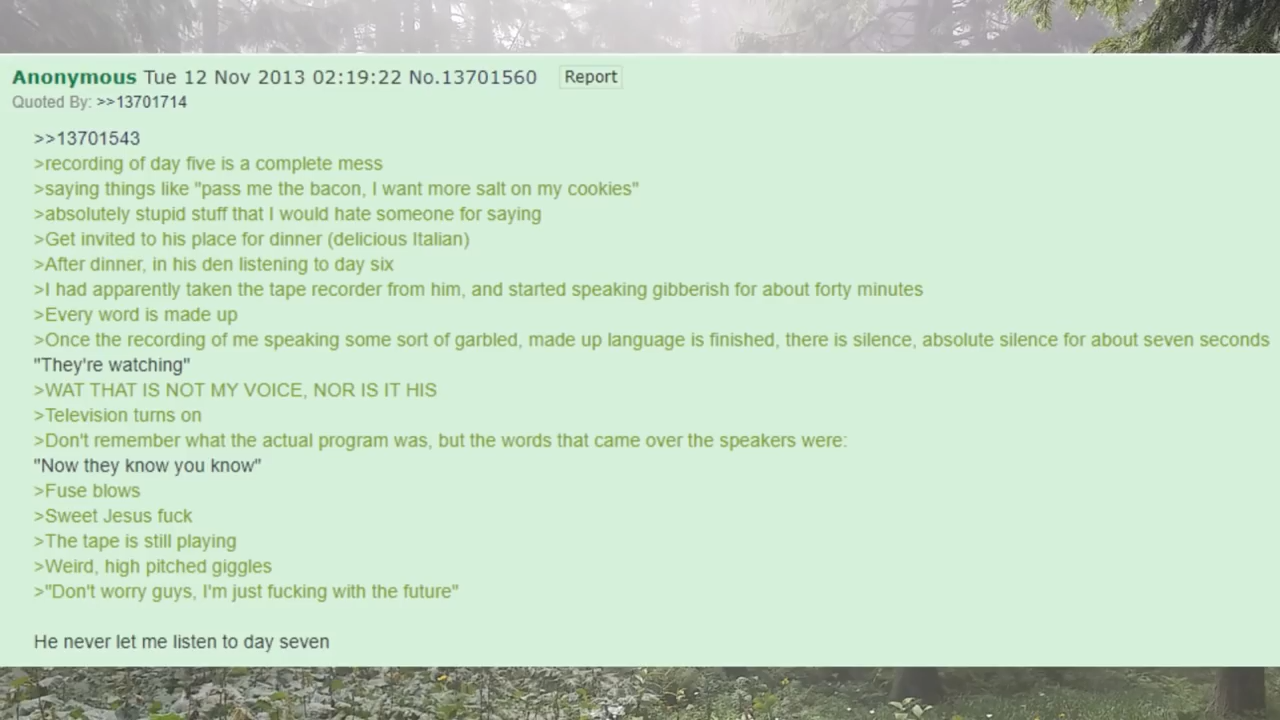 Anonymous Tue 12 Nov 2013 02:19:22 No.13701560 Report
Quoted By: >>13701714
>>13701543
>recording of day five is a complete mess
>saying things like "pass me the bacon, I want more salt on my cookies"
>absolutely stupid stuff that I would hate someone for saying
>Get invited to his place for dinner (delicious Italian)
>After dinner, in his den listening to day six
>I had apparently taken the tape recorder from him, and started speaking gibberish for about forty minutes
>Every word is made up
>Once the recording of me speaking some sort of garbled, made up language is finished, there is silence, absolute silence for about seven seconds
"They're watching"
>WAT THAT IS NOT MY VOICE, NOR IS IT HIS
>Television turns on
>Don't remember what the actual program was, but the words that came over the speakers were:
"Now they know you know"
>Fuse blows
>Sweet Jesus fuck
>The tape is still playing
>Weird, high pitched giggles
>"Don't worry guys, I'm just fucking with the future"
He never let me listen to day seven